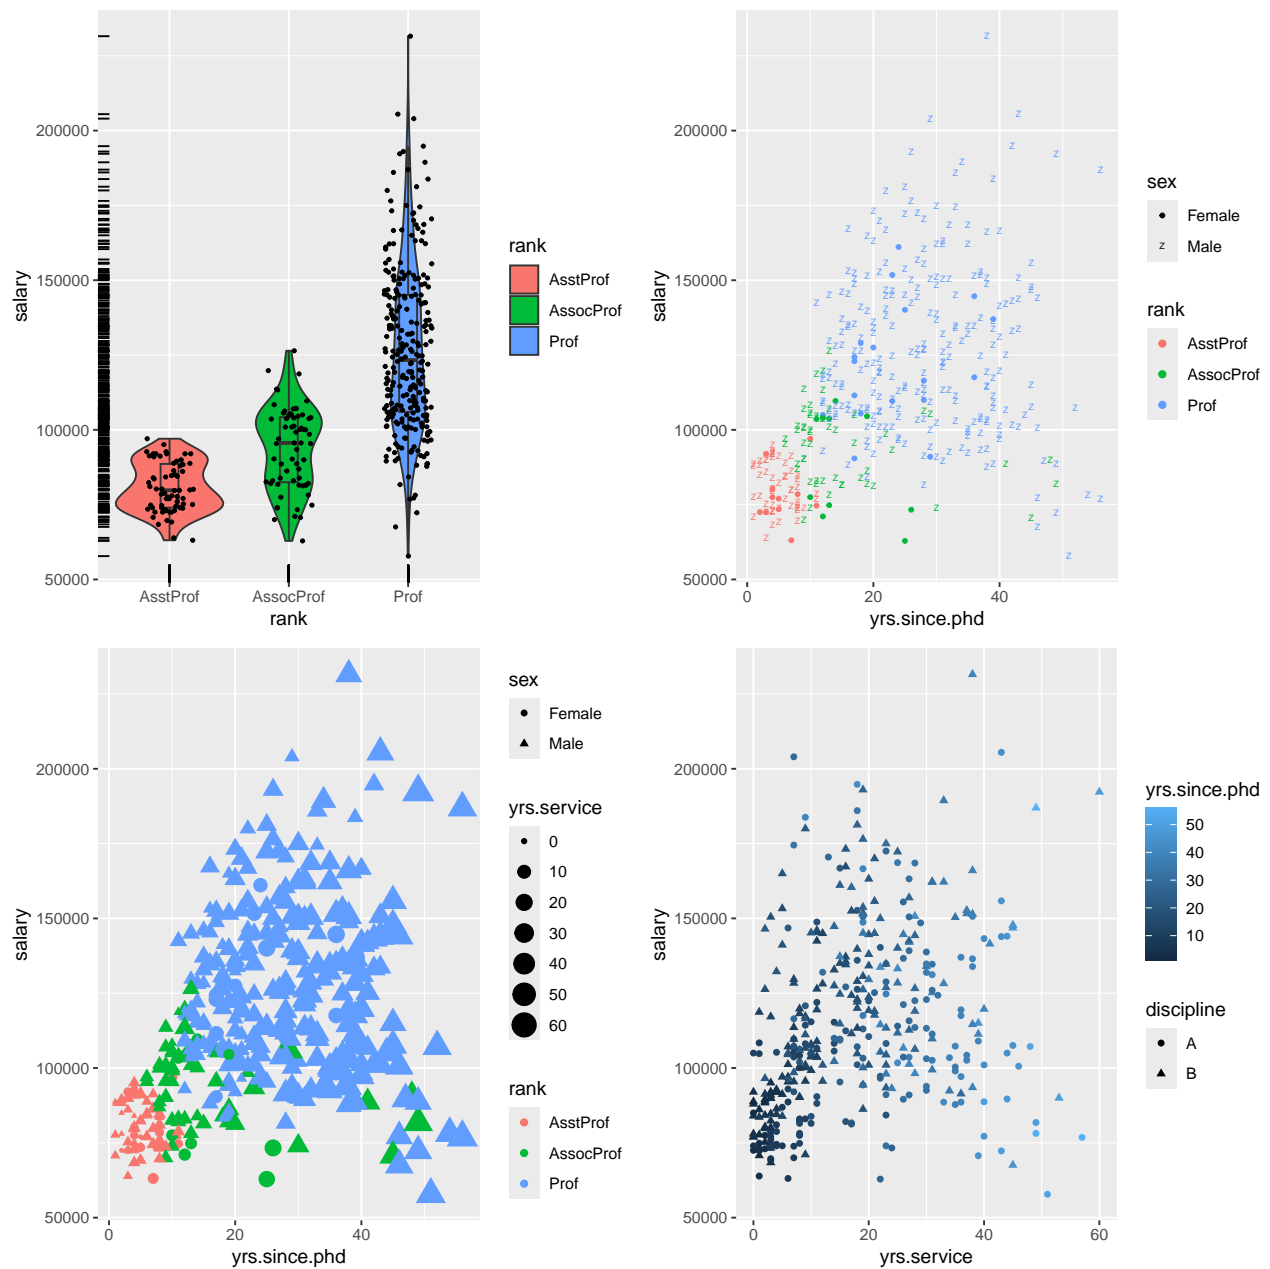 salary
200000
150000
100000
50000
AsstProf
AssocProf
Prof
rank
rank
AsstProf
AssocProf
Prof
salary
200000
150000
100000
50000
0
20
40
yrs.since.phd
sex
Female
z Male
rank
AsstProf
AssocProf
Prof
salary
200000
150000
100000
50000
0
20
40
yrs.since.phd
sex
Female
Male
yrs.service
0
10
20
30
40
50
60
rank
AsstProf
AssocProf
Prof
salary
200000
150000
100000
50000
0
20
40
60
yrs.service
yrs.since.phd
50
40
30
20
10
discipline
A
B